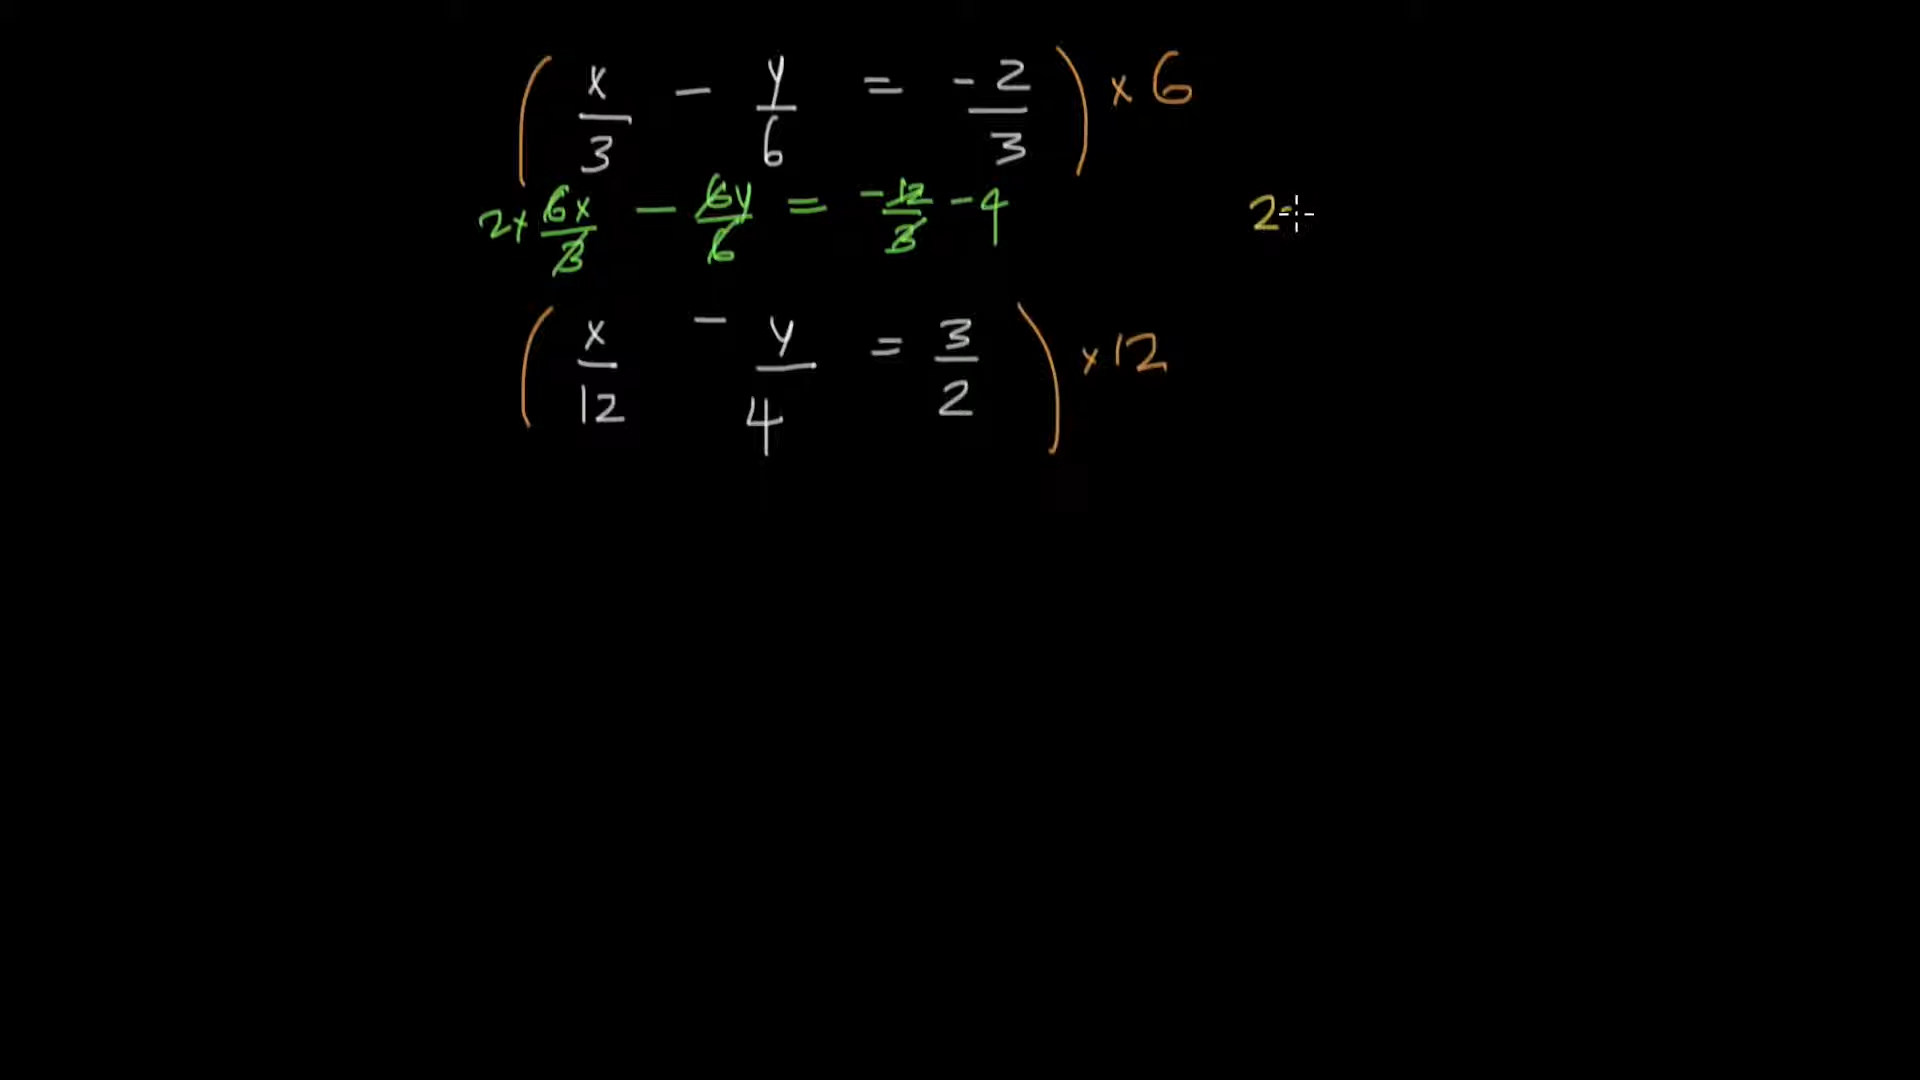 ( x/3 - y/6 = -2/3 ) × 6
2x 6x/3 - 6y/6 = -12/3 -4 2
( x/12 - y/4 = 3/2 ) × 12